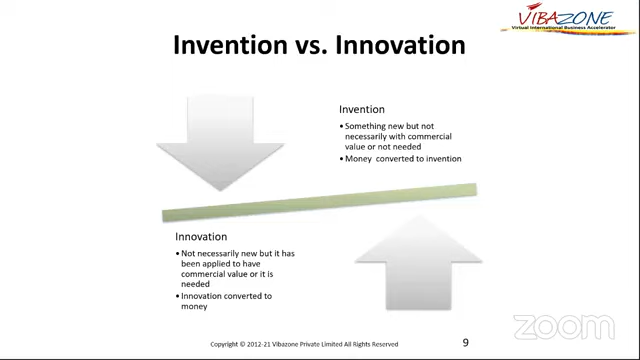 VIBAZONE
Virtual International Business Accelerator
Invention vs. Innovation
Invention
• Something new but not
necessarily with commercial
value or not needed
• Money converted to invention
Innovation
• Not necessarily new but it has
been applied to have
commercial value or it is
needed
• Innovation converted to
money
Copyright © 2012-21 Vibazone Private Limited All Rights Reserved
9
zoom